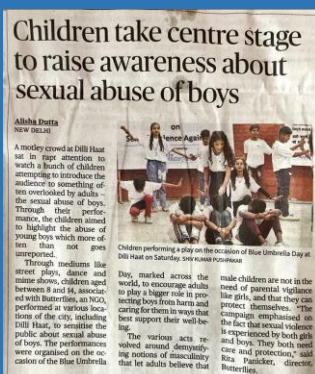 Children take centre stage
to raise awareness about
sexual abuse of boys
Alisha Dutta
NEW DELHI
A motley crowd at Dilli Haat
sat in rapt attention to
watch a bunch of children
attempting to introduce the
audience to something of-
ten overlooked by adults –
the sexual abuse of boys.
Through their perfor-
mance, the children aimed
to highlight the abuse of
young boys which more of-
ten than not goes
unreported.
Through mediums like
street plays, dance and
mime shows, children aged
between 8 and 14, associat-
ed with Butterflies, an NGO,
performed at various loca-
tions of the city, including
Dilli Haat, to sensitise the
public about sexual abuse
of boys. The performances
were organised on the oc-
casion of the Blue Umbrella
on
lence Again
Children performing a play on the occasion of Blue Umbrella Day at
Dilli Haat on Saturday. SHIV KUMAR PUSHPAKAR
Day, marked across the
world, to encourage adults
to play a bigger role in pro-
tecting boys from harm and
caring for them in ways that
best support their well-be-
ing.
The various acts re-
volved around demystify-
ing notions of masculinity
that let adults believe that
male children are not in the
need of parental vigilance
like girls, and that they can
protect themselves. "The
campaign emphasised on
the fact that sexual violence
is experienced by both girls
and boys. They both need
care and protection," said
Rita Panicker, director,
Butterflies.